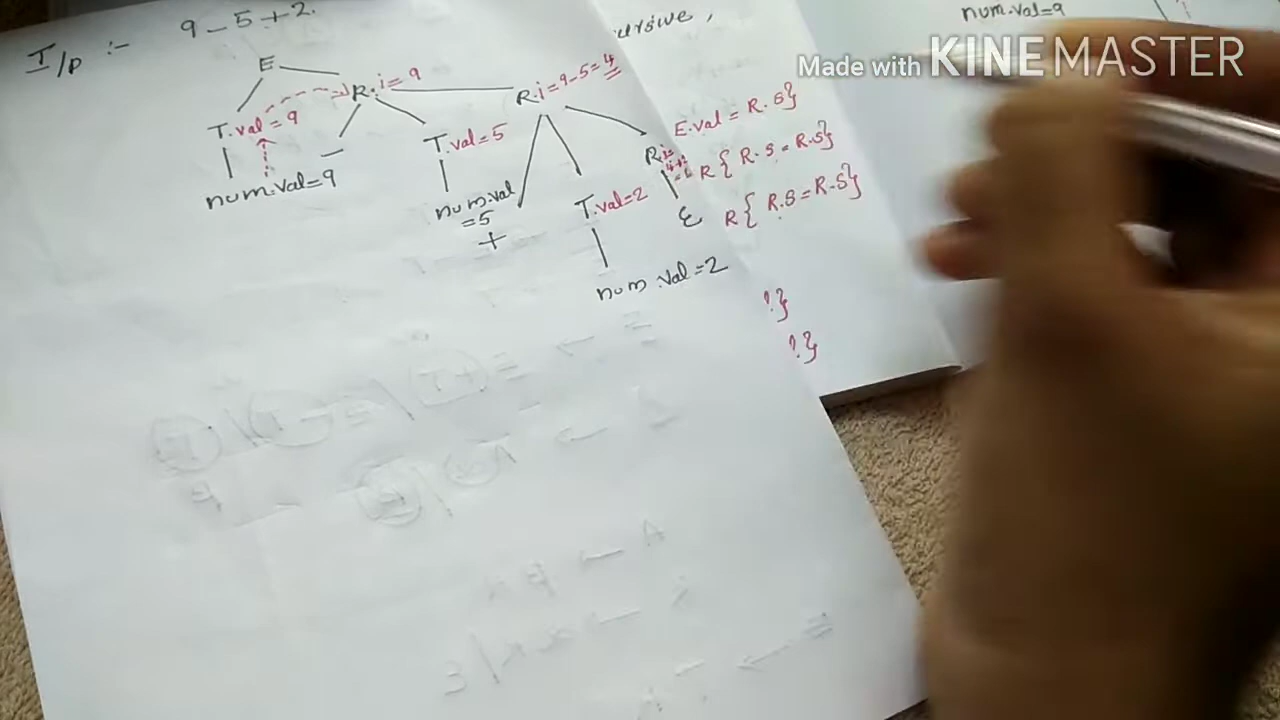 I/P :- 9-5+2.
E
T.val=9
R.i=9
R.i=9-5=4
num.val=9
-
T.val=5
num.val
=5
+
T.val=2
R.i=
ε
num.val=2
ursive,
E.val = R.S}
R{ R.S = R.S}
R{ R.S = R.S}
!}
!}
num.val=9
Made with KINEMASTER